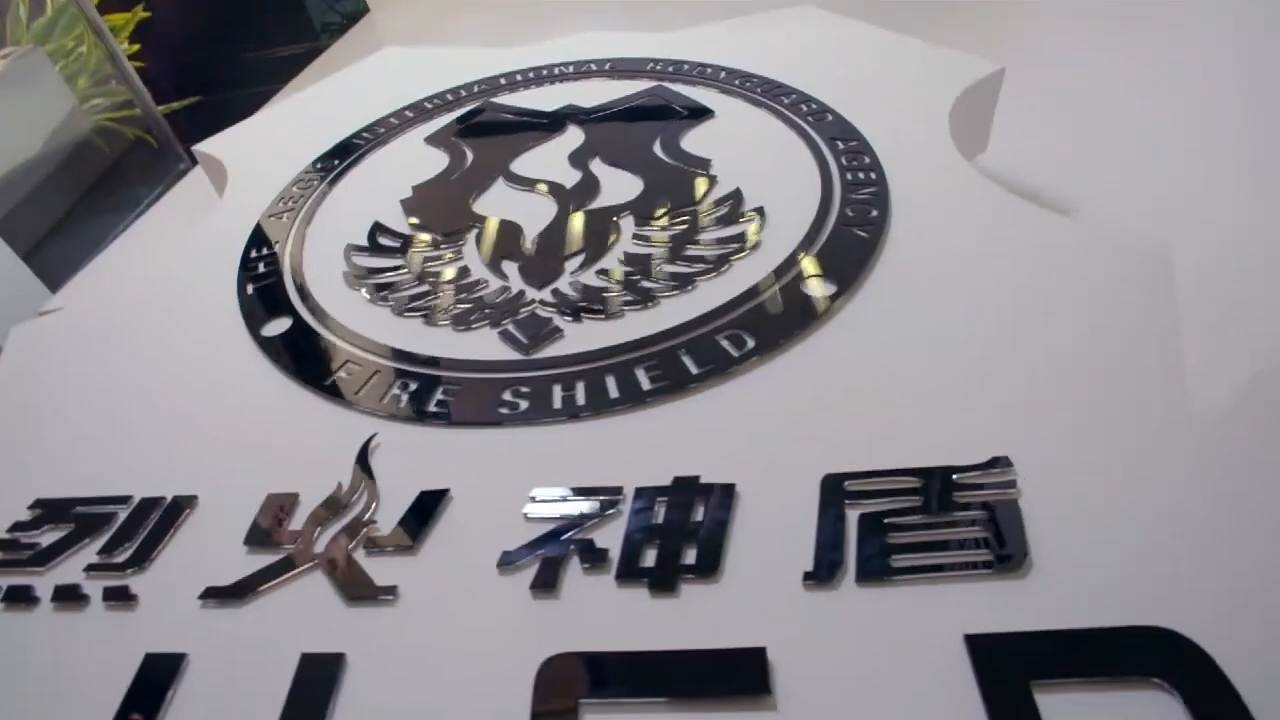 THE AEGIS INTERNATIONAL BODYGUARD AGENCY
FIRE SHIELD
烈火神盾